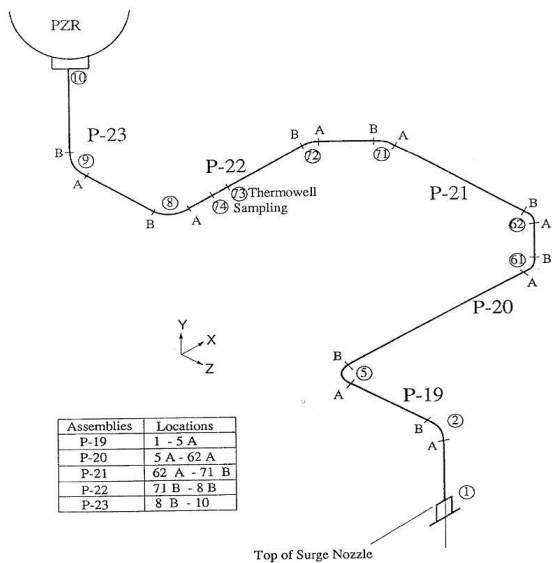 PZR
10
P-23
B
9
A
B
8
A
P-22
73 Thermowell
74 Sampling
B
A
72
B
71
A
P-21
B
62
A
61
B
A
P-20
B
5
A
P-19
B
2
A
1
Top of Surge Nozzle
Y
X
Z
Assemblies Locations
P-19 1 - 5 A
P-20 5 A - 62 A
P-21 62 A - 71 B
P-22 71 B - 8 B
P-23 8 B - 10